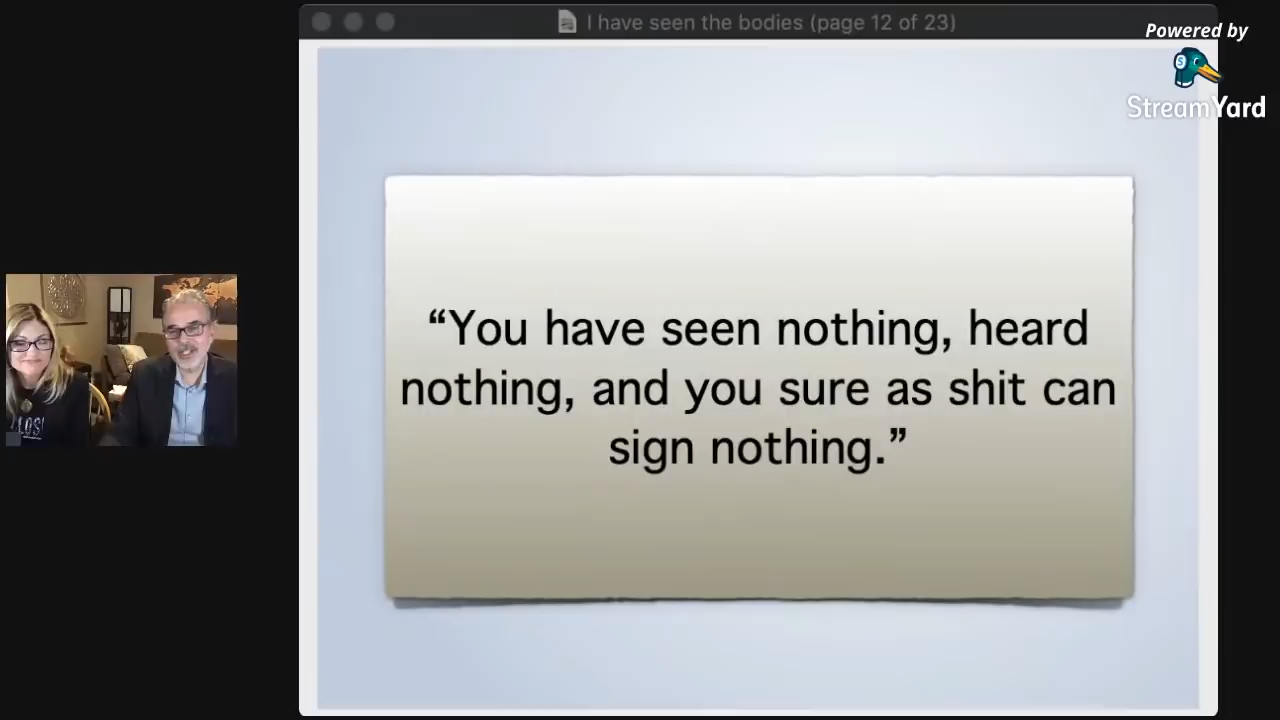 I have seen the bodies (page 12 of 23)
Powered by
S
StreamYard
“You have seen nothing, heard
nothing, and you sure as shit can
sign nothing.”